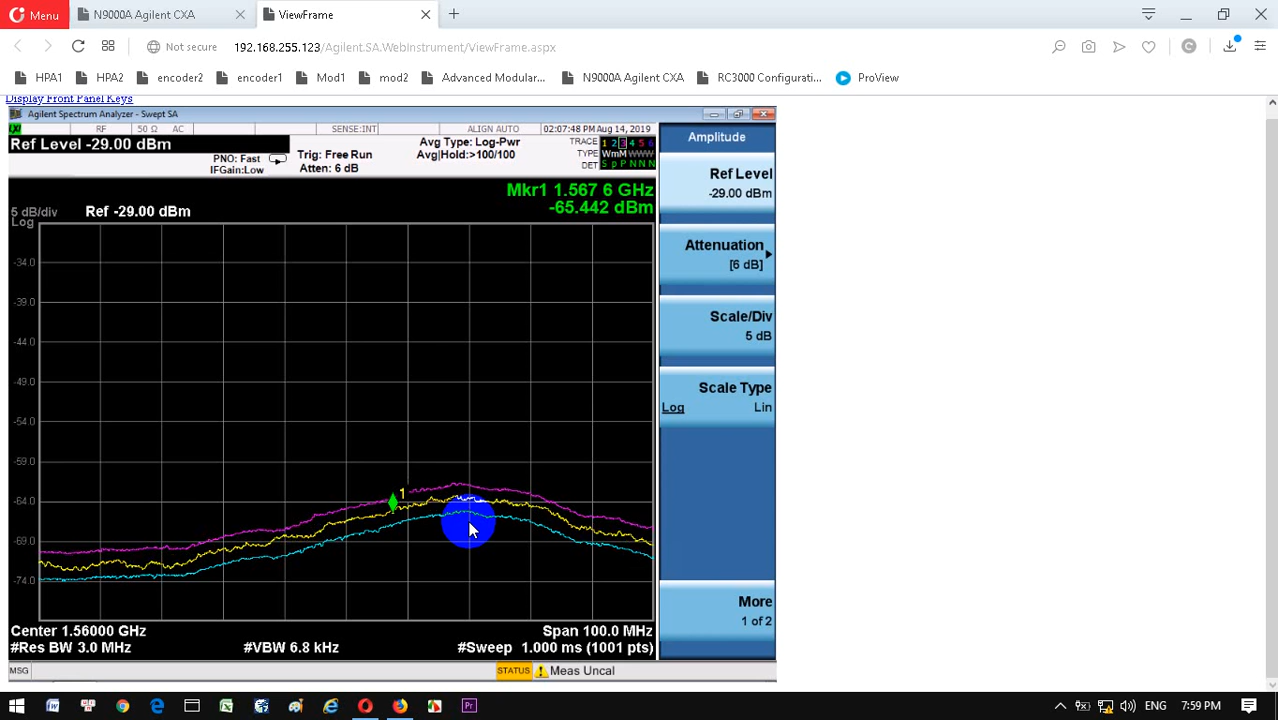 Menu
N9000A Agilent CXA
ViewFrame
Not secure
192.168.255.123/Agilent.SA.WebInstrument/ViewFrame.aspx
HPA1
HPA2
encoder2
encoder1
Mod1
mod2
Advanced Modular...
N9000A Agilent CXA
RC3000 Configurati...
ProView
Display Front Panel Keys
Agilent Spectrum Analyzer - Swept SA
RF 50 Ω AC SENSE:INT ALIGN AUTO 02:07:48 PM Aug 14, 2019
Ref Level -29.00 dBm
PNO: Fast
IFGain:Low
Trig: Free Run
Atten: 6 dB
Avg Type: Log-Pwr
Avg|Hold:>100/100
TRACE 1 2 3 4 5 6
TYPE WmM
DET S p P N N N
Mkr1 1.567 6 GHz
-65.442 dBm
5 dB/div
Log
Ref -29.00 dBm
-34.0
-39.0
-44.0
-49.0
-54.0
-59.0
-64.0
-69.0
-74.0
1
Center 1.56000 GHz
Span 100.0 MHz
#Res BW 3.0 MHz
#VBW 6.8 kHz
#Sweep 1.000 ms (1001 pts)
MSG
STATUS
Meas Uncal
Amplitude
Ref Level
-29.00 dBm
Attenuation
[6 dB]
Scale/Div
5 dB
Scale Type
Log Lin
More
1 of 2
ENG
7:59 PM